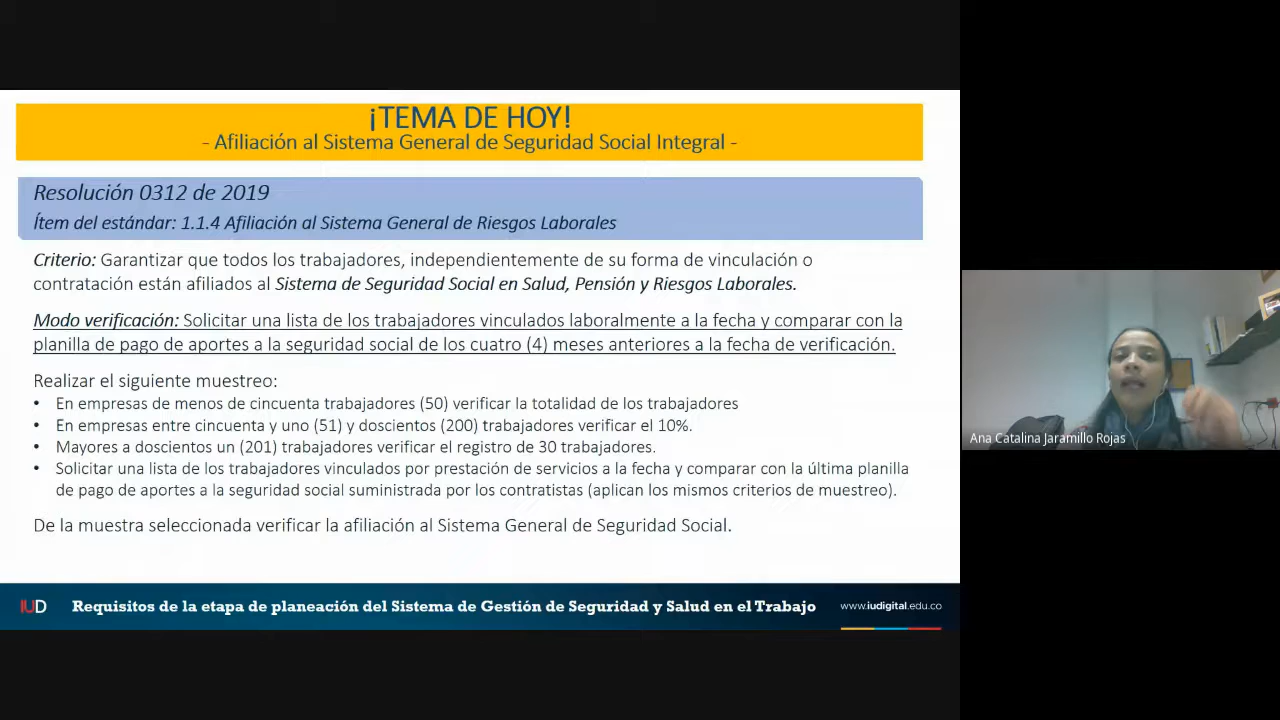 ¡TEMA DE HOY!
- Afiliación al Sistema General de Seguridad Social Integral -
Resolución 0312 de 2019
Ítem del estándar: 1.1.4 Afiliación al Sistema General de Riesgos Laborales
Criterio: Garantizar que todos los trabajadores, independientemente de su forma de vinculación o
contratación están afiliados al Sistema de Seguridad Social en Salud, Pensión y Riesgos Laborales.
Modo verificación: Solicitar una lista de los trabajadores vinculados laboralmente a la fecha y comparar con la
planilla de pago de aportes a la seguridad social de los cuatro (4) meses anteriores a la fecha de verificación.
Realizar el siguiente muestreo:
• En empresas de menos de cincuenta trabajadores (50) verificar la totalidad de los trabajadores
• En empresas entre cincuenta y uno (51) y doscientos (200) trabajadores verificar el 10%.
• Mayores a doscientos un (201) trabajadores verificar el registro de 30 trabajadores.
• Solicitar una lista de los trabajadores vinculados por prestación de servicios a la fecha y comparar con la última planilla
de pago de aportes a la seguridad social suministrada por los contratistas (aplican los mismos criterios de muestreo).
De la muestra seleccionada verificar la afiliación al Sistema General de Seguridad Social.
Ana Catalina Jaramillo Rojas
IUD Requisitos de la etapa de planeación del Sistema de Gestión de Seguridad y Salud en el Trabajo www.iudigital.edu.co